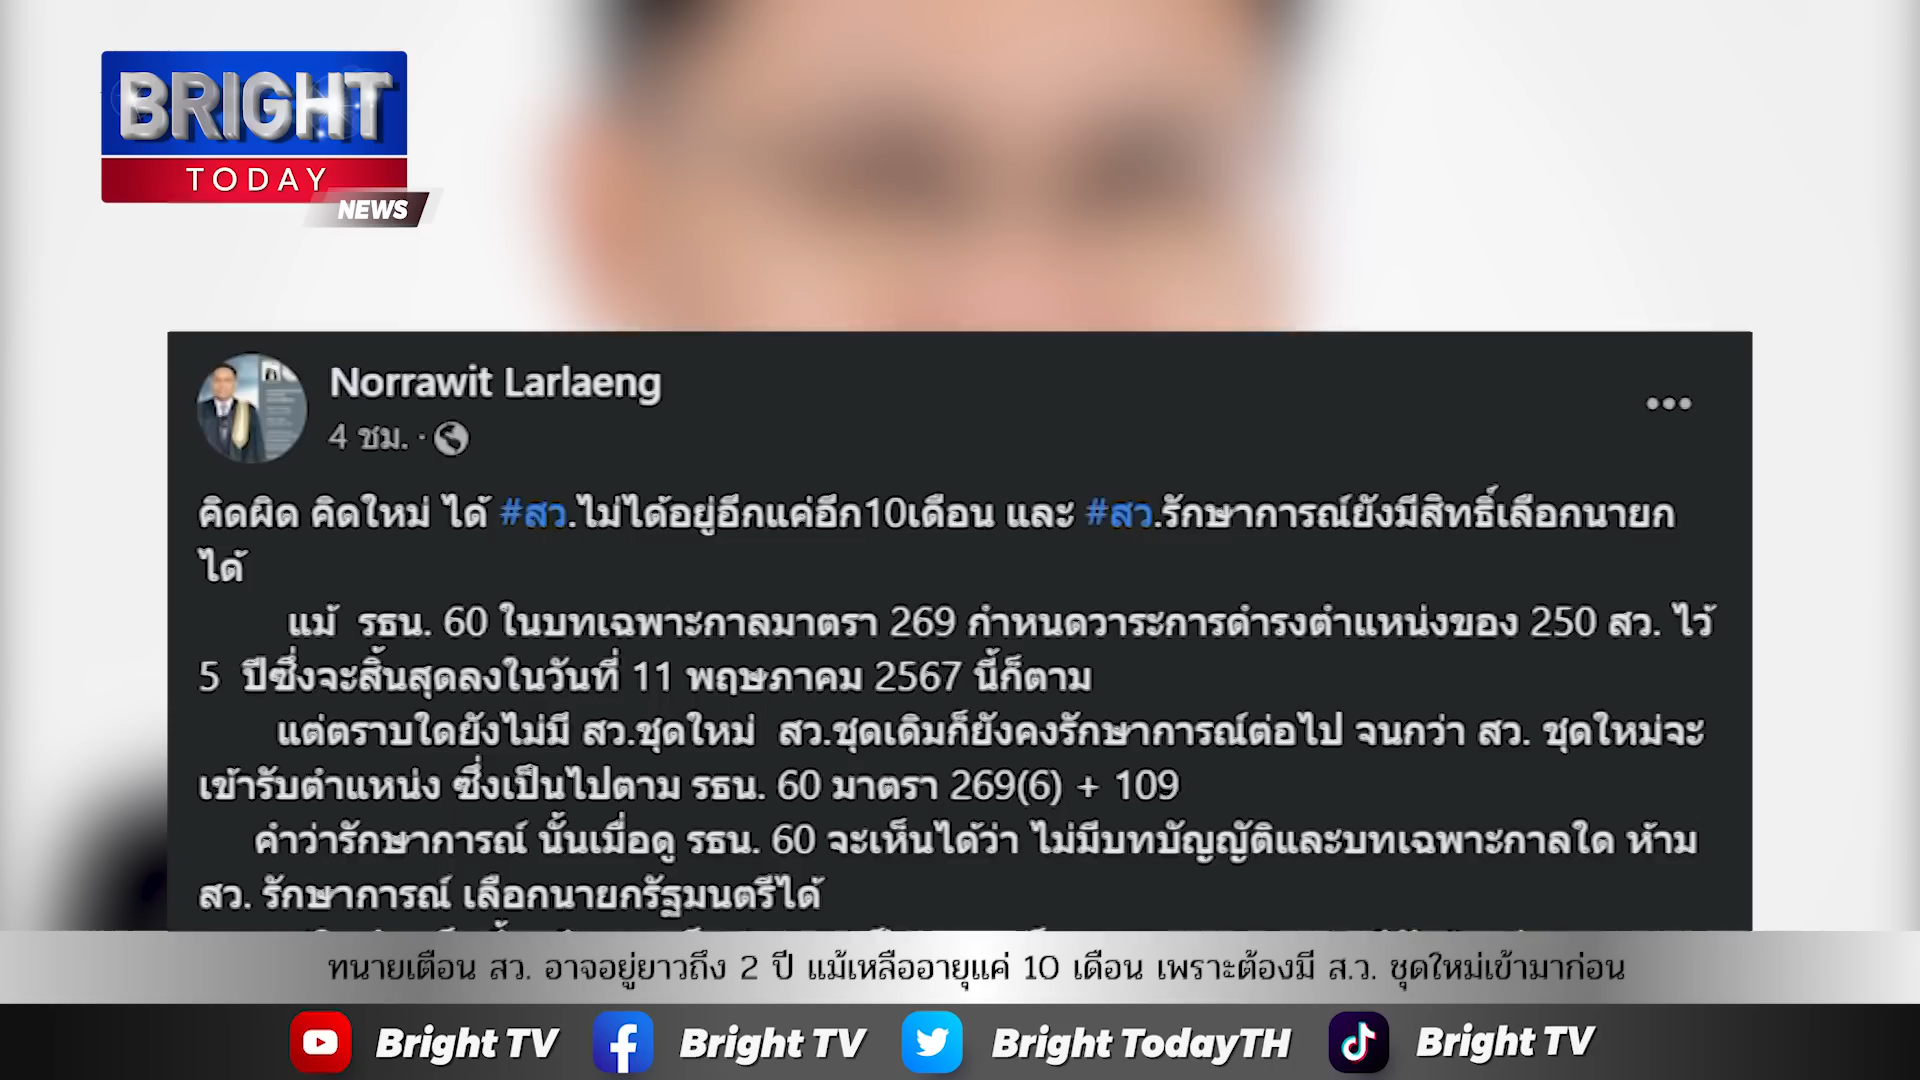 BRIGHT
TODAY
NEWS
Norrawit Larlaeng
4 ชม. ·
คิดผิด คิดใหม่ ได้ #สว.ไม่ได้อยู่อีกแค่อีก10เดือน และ #สว.รักษาการณ์ยังมีสิทธิ์เลือกนายก
ได้
แม้ รธน. 60 ในบทเฉพาะกาลมาตรา 269 กำหนดวาระการดำรงตำแหน่งของ 250 สว. ไว้
5 ปีซึ่งจะสิ้นสุดลงในวันที่ 11 พฤษภาคม 2567 นี้ก็ตาม
แต่ตราบใดยังไม่มี สว.ชุดใหม่ สว.ชุดเดิมก็ยังคงรักษาการณ์ต่อไป จนกว่า สว. ชุดใหม่จะ
เข้ารับตำแหน่ง ซึ่งเป็นไปตาม รธน. 60 มาตรา 269(6) + 109
คำว่ารักษาการณ์ นั้นเมื่อดู รธน. 60 จะเห็นได้ว่า ไม่มีบทบัญญัติและบทเฉพาะกาลใด ห้าม
สว. รักษาการณ์ เลือกนายกรัฐมนตรีได้
ทนายเตือน สว. อาจอยู่ยาวถึง 2 ปี แม้เหลืออายุแค่ 10 เดือน เพราะต้องมี ส.ว. ชุดใหม่เข้ามาก่อน
Bright TV Bright TV Bright TodayTH Bright TV